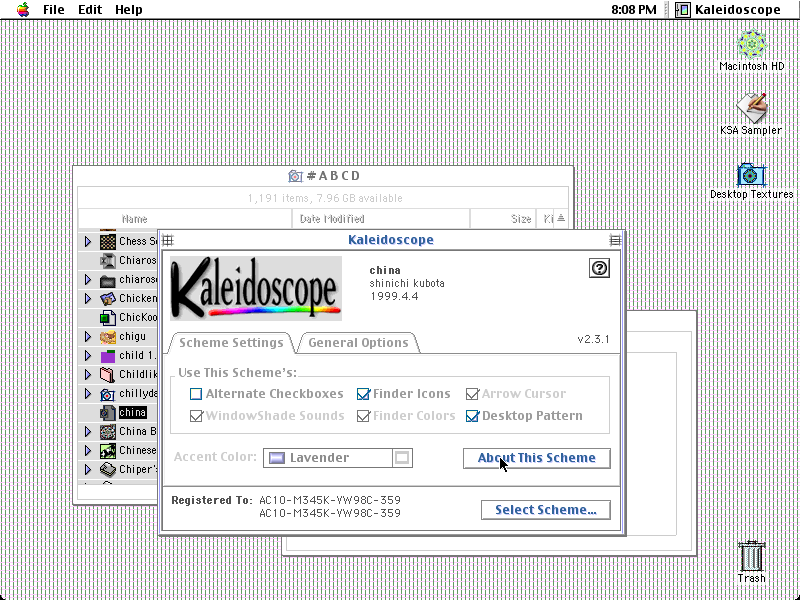 File Edit Help
8:08 PM
Kaleidoscope
Macintosh HD
KSA Sampler
Desktop Textures
Trash
#ABCD
1,191 items, 7.96 GB available
Name
Date Modified
Size
Ki
Chess S
Chiaros
chiaros
Chicken
ChicKoo
chigu
child 1.
Childlik
chillyda
china
China B
Chinese
Chiper's
Kaleidoscope
Kaleidoscope
china
shinichi kubota
1999.4.4
v2.3.1
Scheme Settings
General Options
Use This Scheme's:
Alternate Checkboxes
Finder Icons
Arrow Cursor
WindowShade Sounds
Finder Colors
Desktop Pattern
Accent Color:
Lavender
About This Scheme
Registered To: AC10-M345K-YW98C-359
AC10-M345K-YW98C-359
Select Scheme...